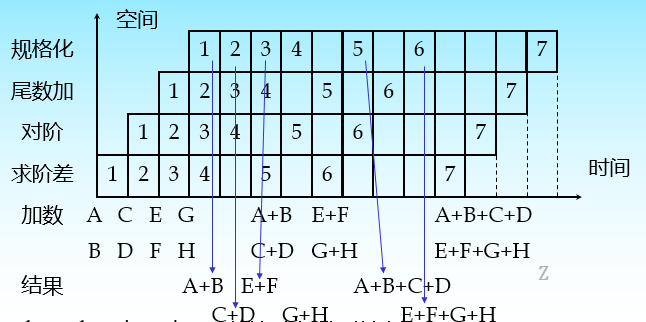 空间
规格化 1 2 3 4 5 6 7
尾数加 1 2 3 4 5 6 7
对阶 1 2 3 4 5 6 7
求阶差 1 2 3 4 5 6 7
时间
加数 A C E G A+B E+F A+B+C+D
B D F H C+D G+H E+F+G+H
Z
结果 A+B E+F A+B+C+D
C+D G+H E+F+G+H